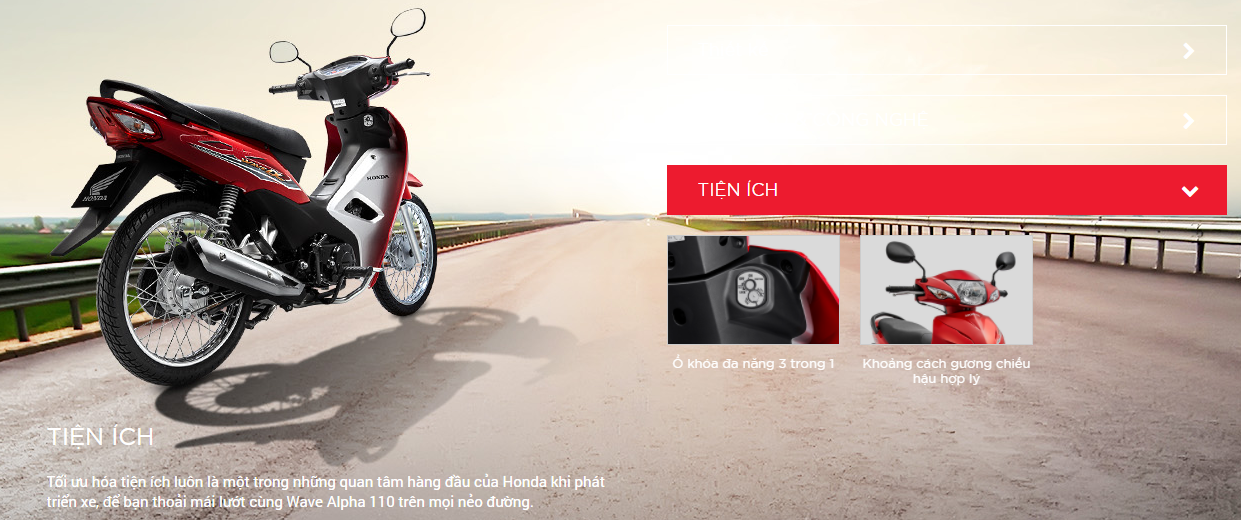 TIỆN ÍCH
Ổ khóa đa năng 3 trong 1
Khoảng cách gương chiếu
hậu hợp lý
HONDA
HONDA
TIỆN ÍCH
Tối ưu hóa tiện ích luôn là một trong những quan tâm hàng đầu của Honda khi phát
triển xe, để bạn thoải mái lướt cùng Wave Alpha 110 trên mọi nẻo đường.